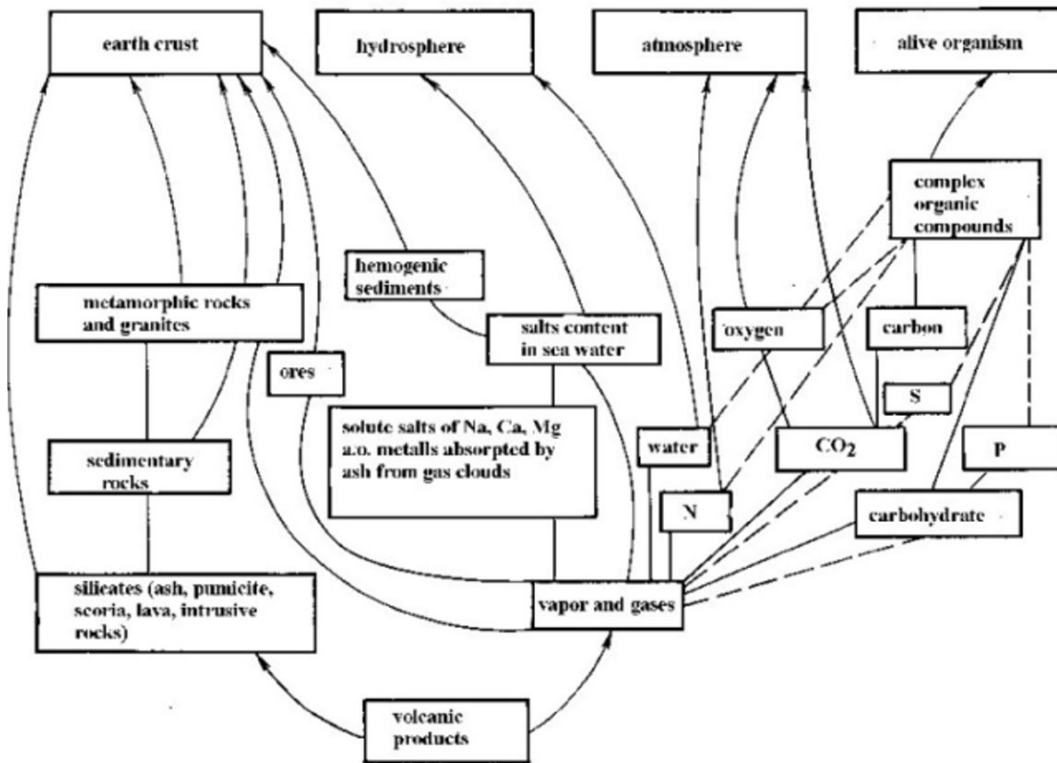 earth crust
hydrosphere
atmosphere
alive organism
complex
organic
compounds
hemogenic
sediments
metamorphic rocks
and granites
salts content
in sea water
oxygen
carbon
ores
S
solute salts of Na, Ca, Mg
a.o. metalls absorpted by
ash from gas clouds
water
CO2
P
sedimentary
rocks
N
carbohydrate
silicates (ash, pumicite,
scoria, lava, intrusive
rocks)
vapor and gases
volcanic
products